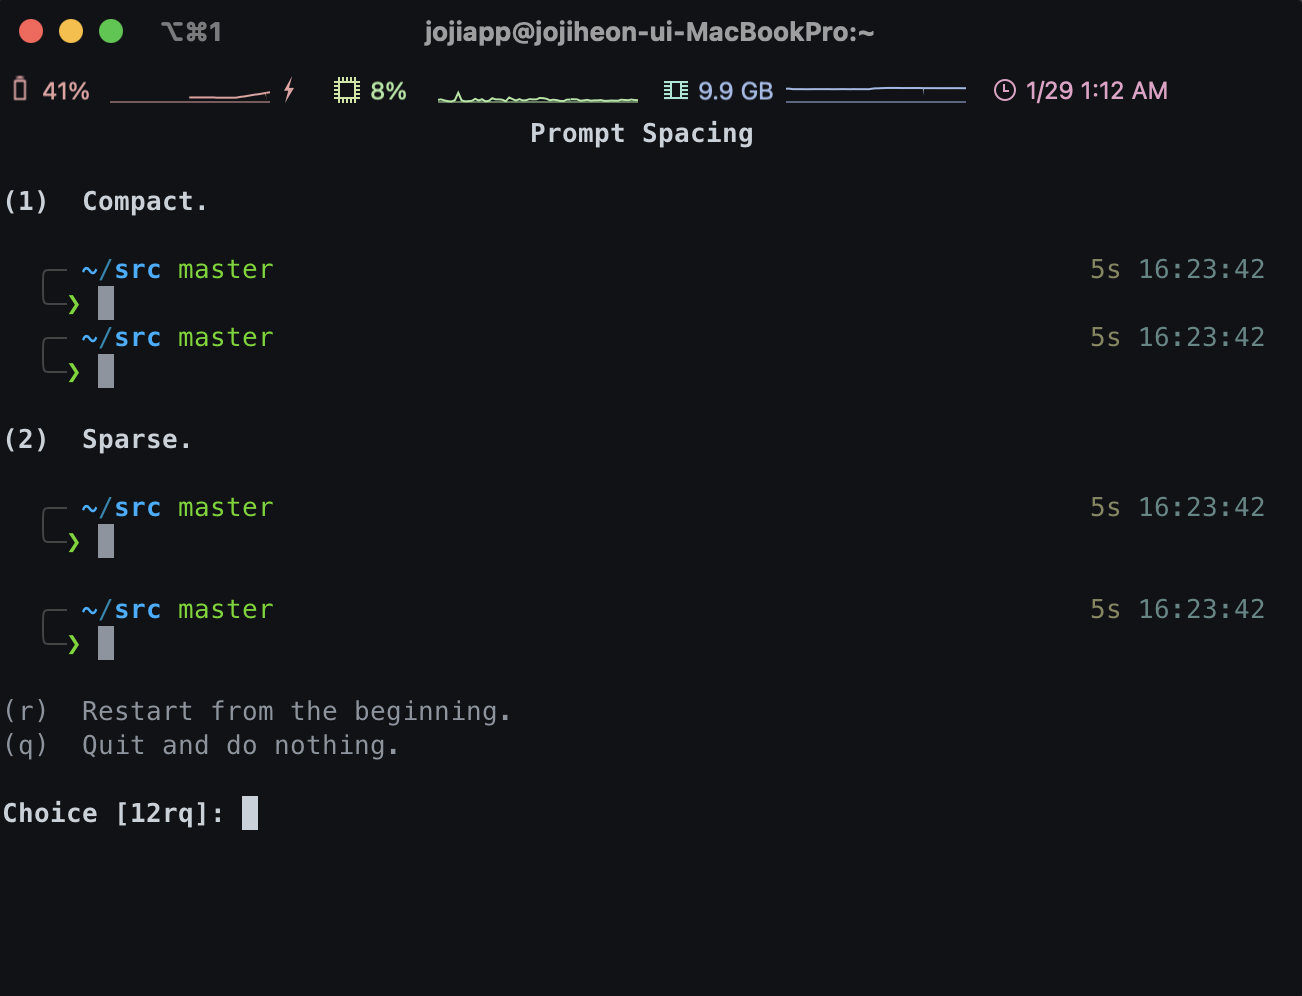 ⌥⌘1 jojiapp@jojiheon-ui-MacBookPro:~
41% 8% 9.9 GB 1/29 1:12 AM
Prompt Spacing
(1) Compact.
╭─ ~/src master 5s 16:23:42
╰─❯
╭─ ~/src master 5s 16:23:42
╰─❯
(2) Sparse.
╭─ ~/src master 5s 16:23:42
╰─❯
╭─ ~/src master 5s 16:23:42
╰─❯
(r) Restart from the beginning.
(q) Quit and do nothing.
Choice [12rq]: